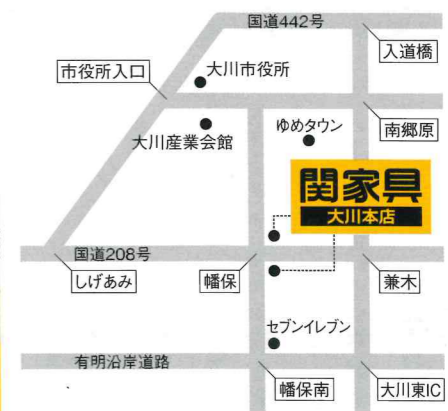 国道442号
入道橋
市役所入口
大川市役所
大川産業会館
ゆめタウン
南郷原
関家具
大川本店
国道208号
しげあみ
幡保
兼木
セブンイレブン
有明沿岸道路
幡保南
大川東IC